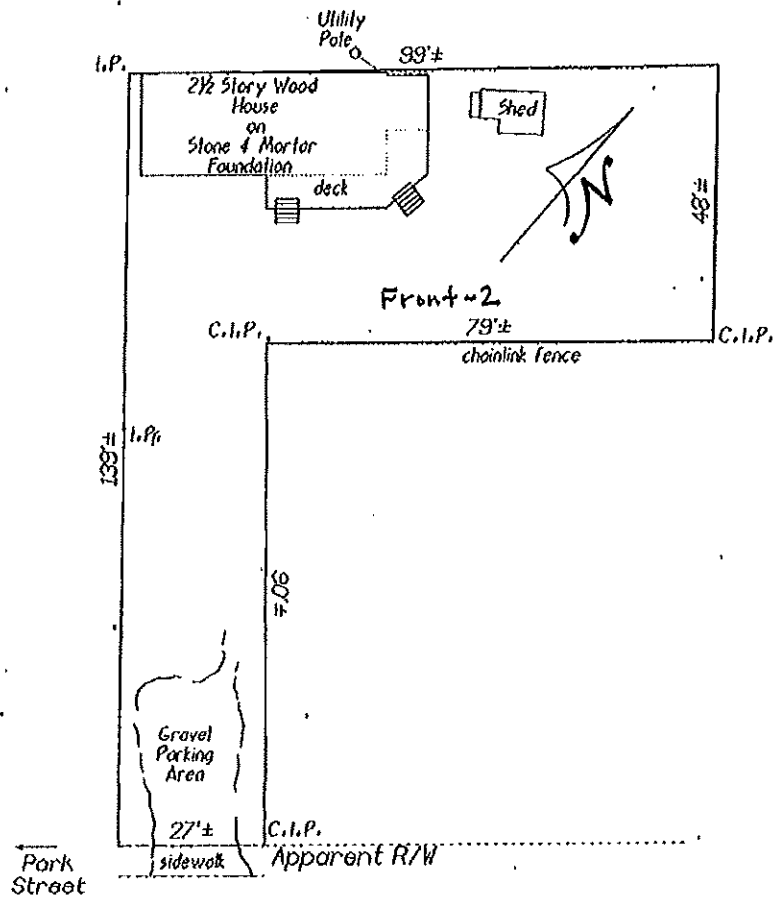 Utility
Pole
I.P.
99'±
2½ Story Wood
House
on
Stone & Mortar
Foundation
Shed
deck
N
48'±
Front-2
C.I.P.
79'±
C.I.P.
chainlink fence
139'±
I.Pf.
90'±
Gravel
Parking
Area
27'±
C.I.P.
sidewalk
Apparent R/W
Park
Street